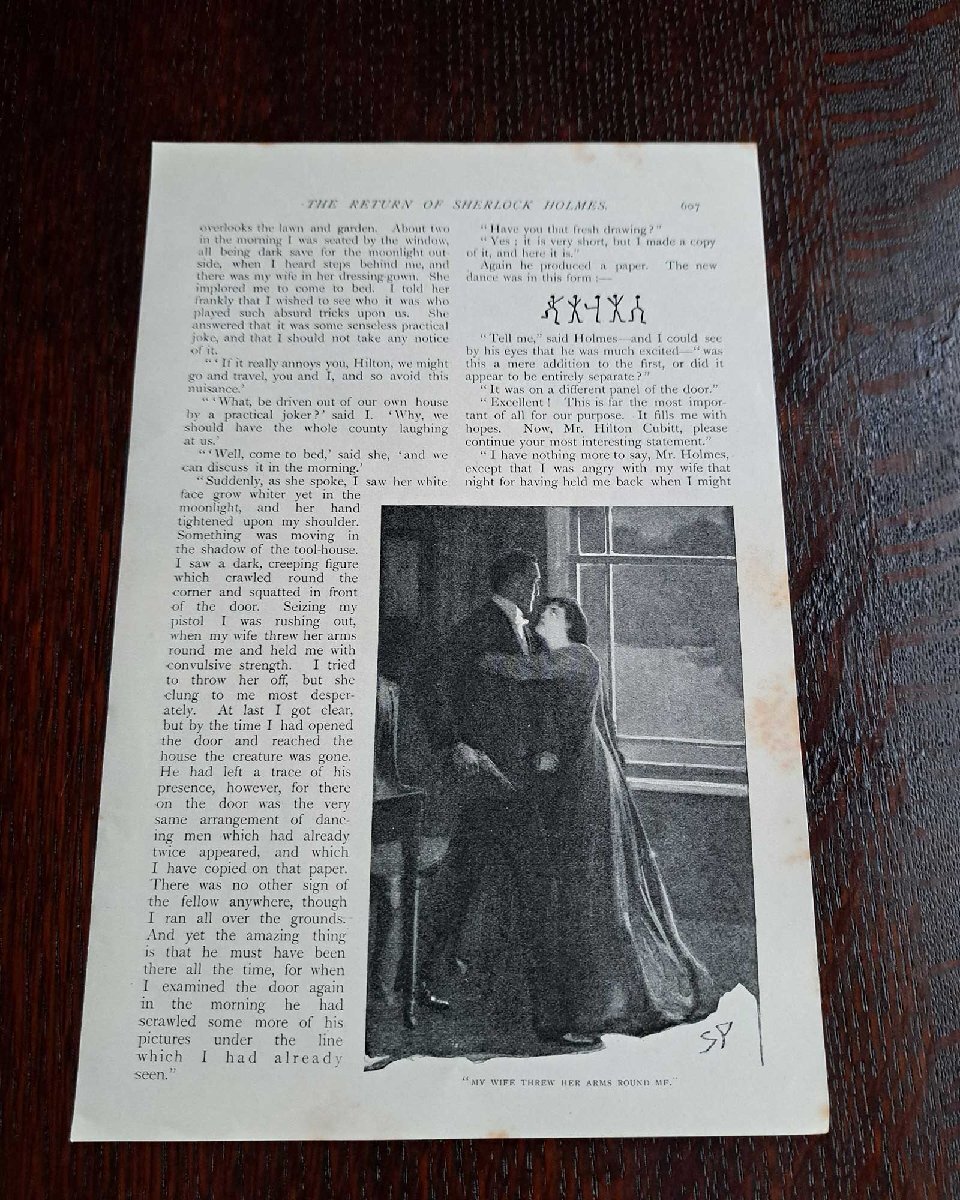 THE RETURN OF SHERLOCK HOLMES.
607
overlooks the lawn and garden. About two
in the morning I was seated by the window,
all being dark save for the moonlight out-
side, when I heard steps behind me, and
there was my wife in her dressing-gown. She
implored me to come to bed. I told her
frankly that I wished to see who it was who
played such absurd tricks upon us. She
answered that it was some senseless practical
joke, and that I should not take any notice
of it.
"'If it really annoys you, Hilton, we might
go and travel, you and I, and so avoid this
nuisance.'
"'What, be driven out of our own house
by a practical joker?' said I. 'Why, we
should have the whole county laughing
at us.'
"'Well, come to bed,' said she, 'and we
can discuss it in the morning.'
"Suddenly, as she spoke, I saw her white
face grow whiter yet in the
moonlight, and her hand
tightened upon my shoulder.
Something was moving in
the shadow of the tool-house.
I saw a dark, creeping figure
which crawled round the
corner and squatted in front
of the door. Seizing my
pistol I was rushing out,
when my wife threw her arms
round me and held me with
convulsive strength. I tried
to throw her off, but she
clung to me most desper-
ately. At last I got clear,
but by the time I had opened
the door and reached the
house the creature was gone.
He had left a trace of his
presence, however, for there
on the door was the very
same arrangement of danc-
ing men which had already
twice appeared, and which
I have copied on that paper.
There was no other sign of
the fellow anywhere, though
I ran all over the grounds.
And yet the amazing thing
is that he must have been
there all the time, for when
I examined the door again
in the morning he had
scrawled some more of his
pictures under the line
which I had already
seen."
"Have you that fresh drawing?"
"Yes; it is very short, but I made a copy
of it, and here it is."
Again he produced a paper. The new
dance was in this form:—
"Tell me," said Holmes—and I could see
by his eyes that he was much excited—"was
this a mere addition to the first, or did it
appear to be entirely separate?"
"It was on a different panel of the door."
"Excellent! This is far the most impor-
tant of all for our purpose. It fills me with
hopes. Now, Mr. Hilton Cubitt, please
continue your most interesting statement."
"I have nothing more to say, Mr. Holmes,
except that I was angry with my wife that
night for having held me back when I might
SP
"MY WIFE THREW HER ARMS ROUND ME."